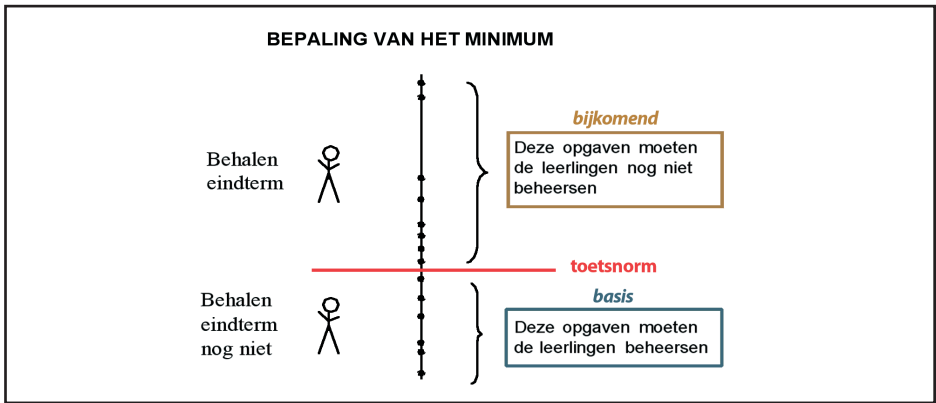 BEPALING VAN HET MINIMUM
bijkomend
Deze opgaven moeten
de leerlingen nog niet
beheersen
Behalen
eindterm
toetsnorm
basis
Behalen
eindterm
nog niet
Deze opgaven moeten
de leerlingen beheersen